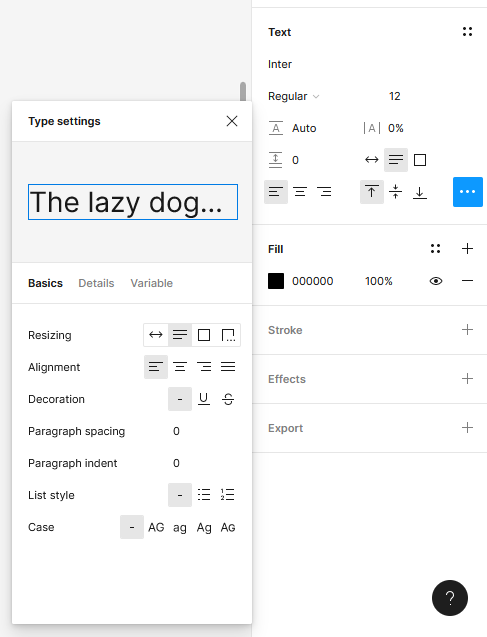 Type settings
The lazy dog...
Basics Details Variable
Resizing
Alignment
Decoration - U S
Paragraph spacing 0
Paragraph indent 0
List style -
Case - AG ag Ag AG
Text
Inter
Regular 12
A Auto |A| 0%
0
Fill
000000 100%
Stroke
Effects
Export
?